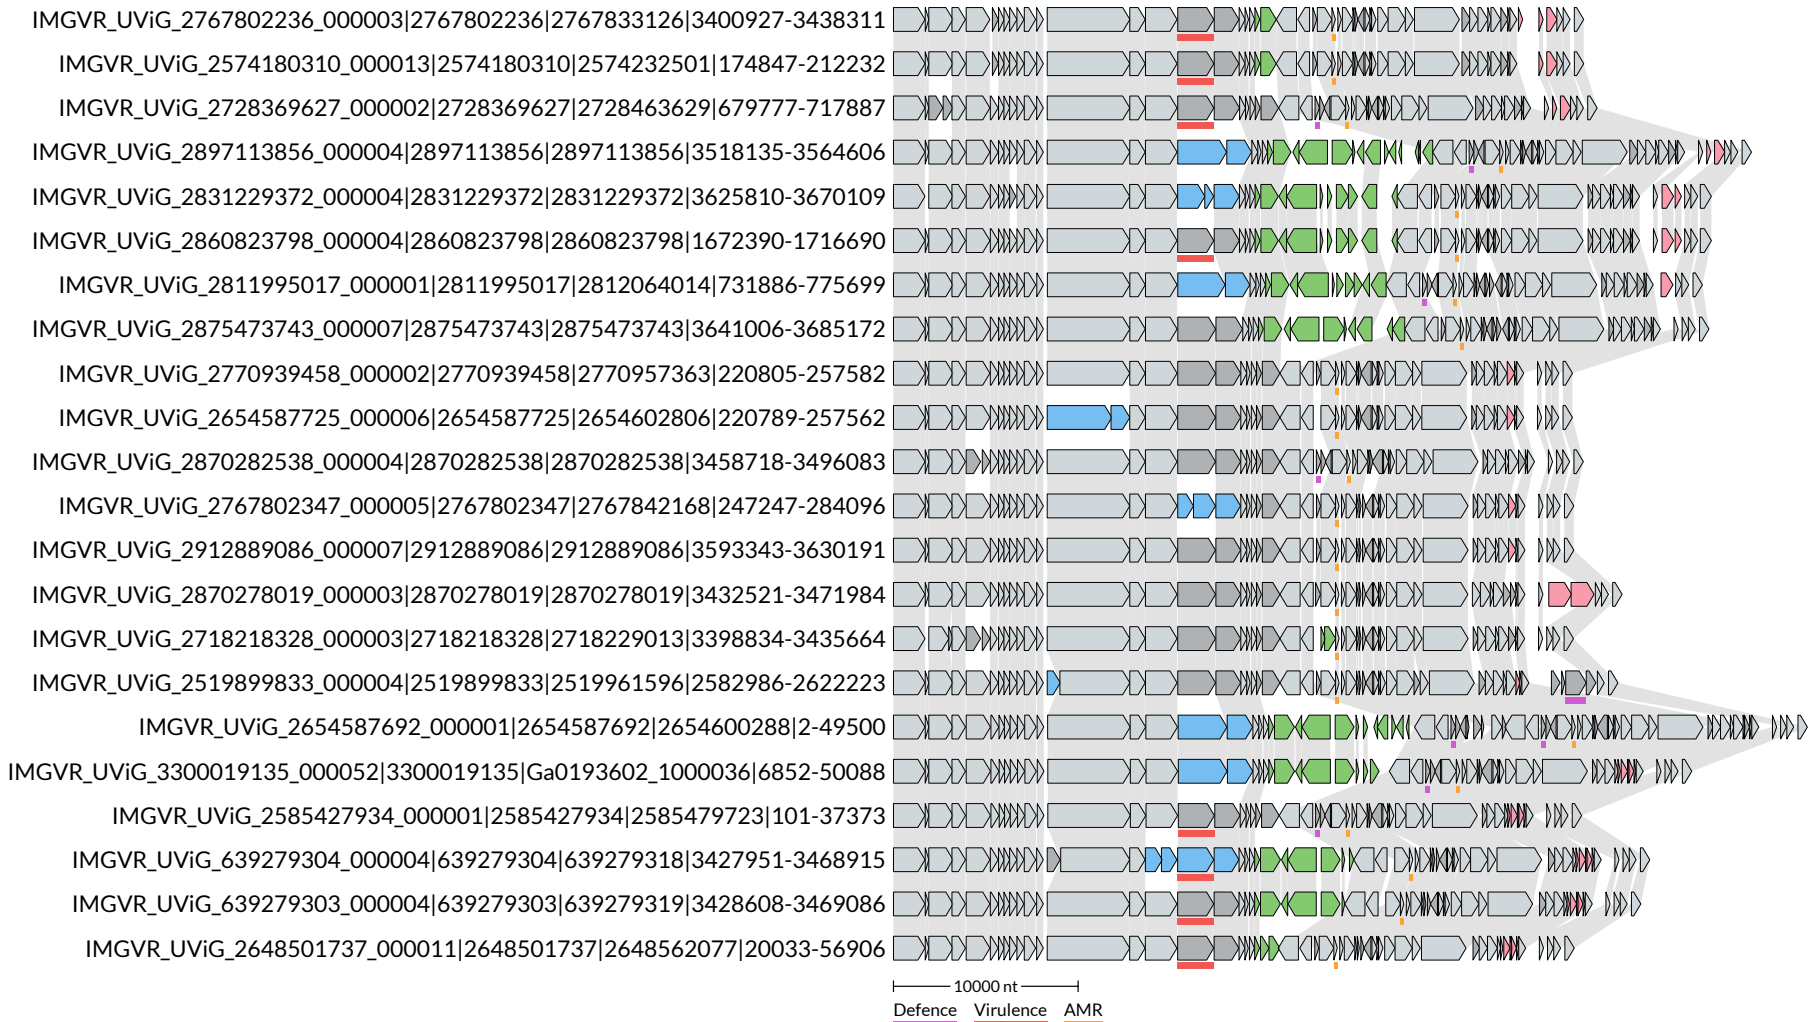 IMGVR_UViG_2767802236_000003|2767802236|2767833126|3400927-3438311
IMGVR_UViG_2574180310_000013|2574180310|2574232501|174847-212232
IMGVR_UViG_2728369627_000002|2728369627|2728463629|679777-717887
IMGVR_UViG_2897113856_000004|2897113856|2897113856|3518135-3564606
IMGVR_UViG_2831229372_000004|2831229372|2831229372|3625810-3670109
IMGVR_UViG_2860823798_000004|2860823798|2860823798|1672390-1716690
IMGVR_UViG_2811995017_000001|2811995017|2812064014|731886-775699
IMGVR_UViG_2875473743_000007|2875473743|2875473743|3641006-3685172
IMGVR_UViG_2770939458_000002|2770939458|2770957363|220805-257582
IMGVR_UViG_2654587725_000006|2654587725|2654602806|220789-257562
IMGVR_UViG_2870282538_000004|2870282538|2870282538|3458718-3496083
IMGVR_UViG_2767802347_000005|2767802347|2767842168|247247-284096
IMGVR_UViG_2912889086_000007|2912889086|2912889086|3593343-3630191
IMGVR_UViG_2870278019_000003|2870278019|2870278019|3432521-3471984
IMGVR_UViG_2718218328_000003|2718218328|2718229013|3398834-3435664
IMGVR_UViG_2519899833_000004|2519899833|2519961596|2582986-2622223
IMGVR_UViG_2654587692_000001|2654587692|2654600288|2-49500
IMGVR_UViG_3300019135_000052|3300019135|Ga0193602_1000036|6852-50088
IMGVR_UViG_2585427934_000001|2585427934|2585479723|101-37373
IMGVR_UViG_639279304_000004|639279304|639279318|3427951-3468915
IMGVR_UViG_639279303_000004|639279303|639279319|3428608-3469086
IMGVR_UViG_2648501737_000011|2648501737|2648562077|20033-56906
10000 nt
Defence Virulence AMR